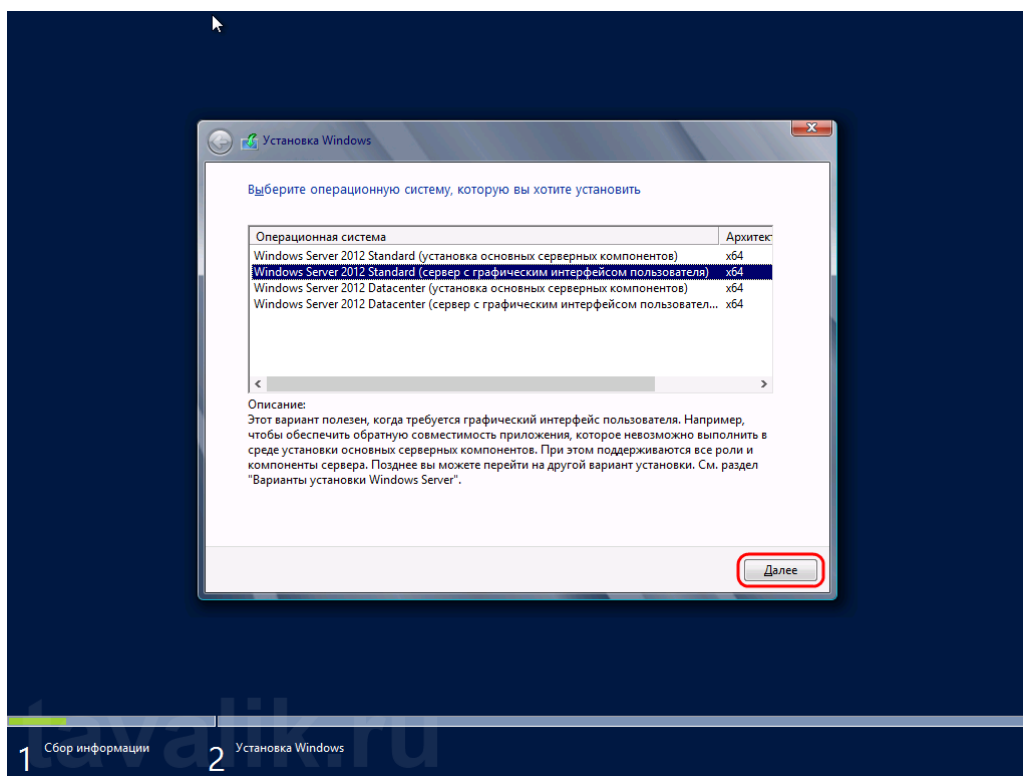 Установка Windows
Выберите операционную систему, которую вы хотите установить
Операционная система Архитек
Windows Server 2012 Standard (установка основных серверных компонентов) x64
Windows Server 2012 Standard (сервер с графическим интерфейсом пользователя) x64
Windows Server 2012 Datacenter (установка основных серверных компонентов) x64
Windows Server 2012 Datacenter (сервер с графическим интерфейсом пользовател... x64
Описание:
Этот вариант полезен, когда требуется графический интерфейс пользователя. Например,
чтобы обеспечить обратную совместимость приложения, которое невозможно выполнить в
среде установки основных серверных компонентов. При этом поддерживаются все роли и
компоненты сервера. Позднее вы можете перейти на другой вариант установки. См. раздел
"Варианты установки Windows Server".
Далее
tavalik.ru
1 Сбор информации 2 Установка Windows